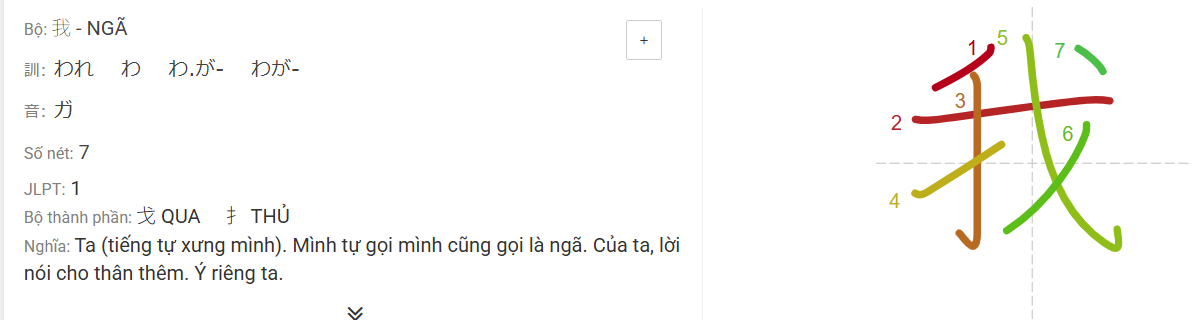 Bộ: 我 - NGÃ
+
訓: われ わ わ.が- わが-
音: ガ
Số nét: 7
JLPT: 1
Bộ thành phần: 戈 QUA 扌 THỦ
Nghĩa: Ta (tiếng tự xưng mình). Mình tự gọi mình cũng gọi là ngã. Của ta, lời
nói cho thân thêm. Ý riêng ta.
我
1
5
7
3
2
6
4